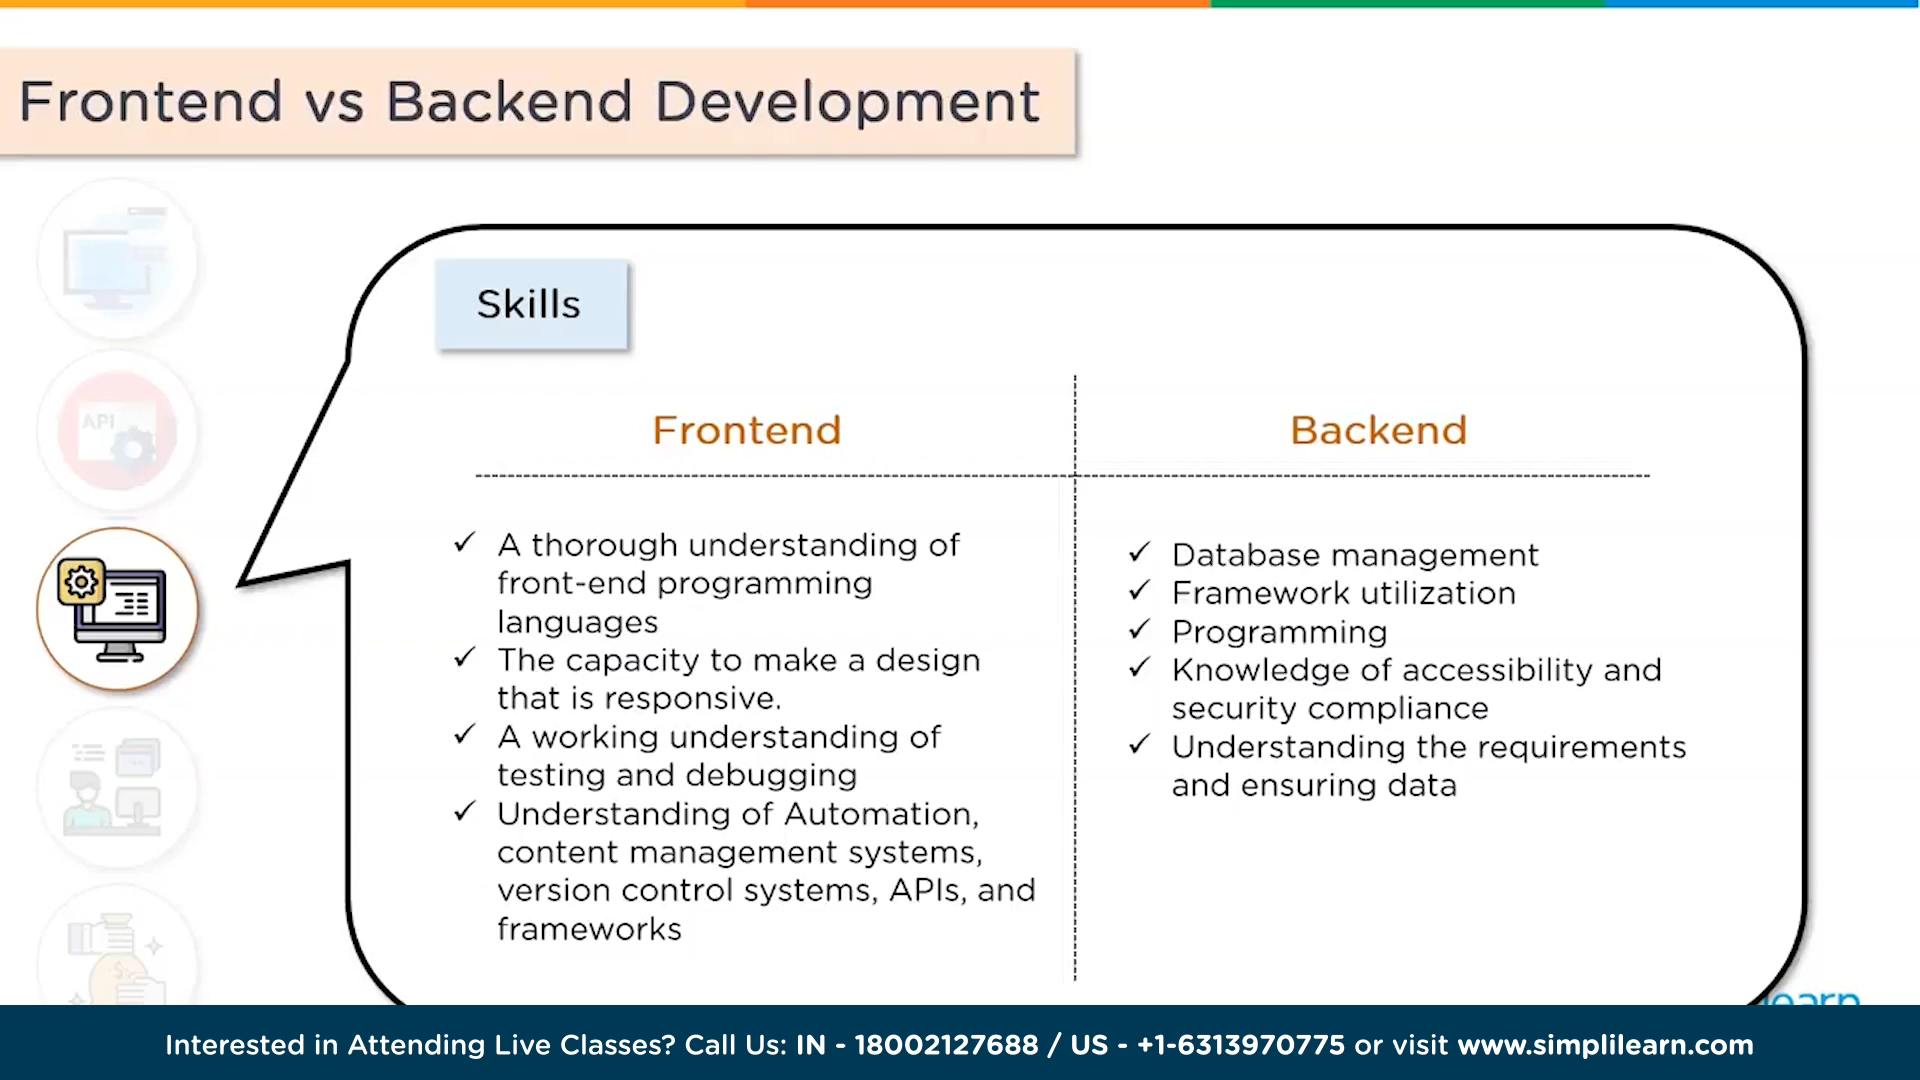 Frontend vs Backend Development
API
Skills
Frontend
Backend
✓ A thorough understanding of
front-end programming
languages
✓ The capacity to make a design
that is responsive.
✓ A working understanding of
testing and debugging
✓ Understanding of Automation,
content management systems,
version control systems, APIs, and
frameworks
✓ Database management
✓ Framework utilization
✓ Programming
✓ Knowledge of accessibility and
security compliance
✓ Understanding the requirements
and ensuring data
Interested in Attending Live Classes? Call Us: IN - 18002127688 / US - +1-6313970775 or visit www.simplilearn.com